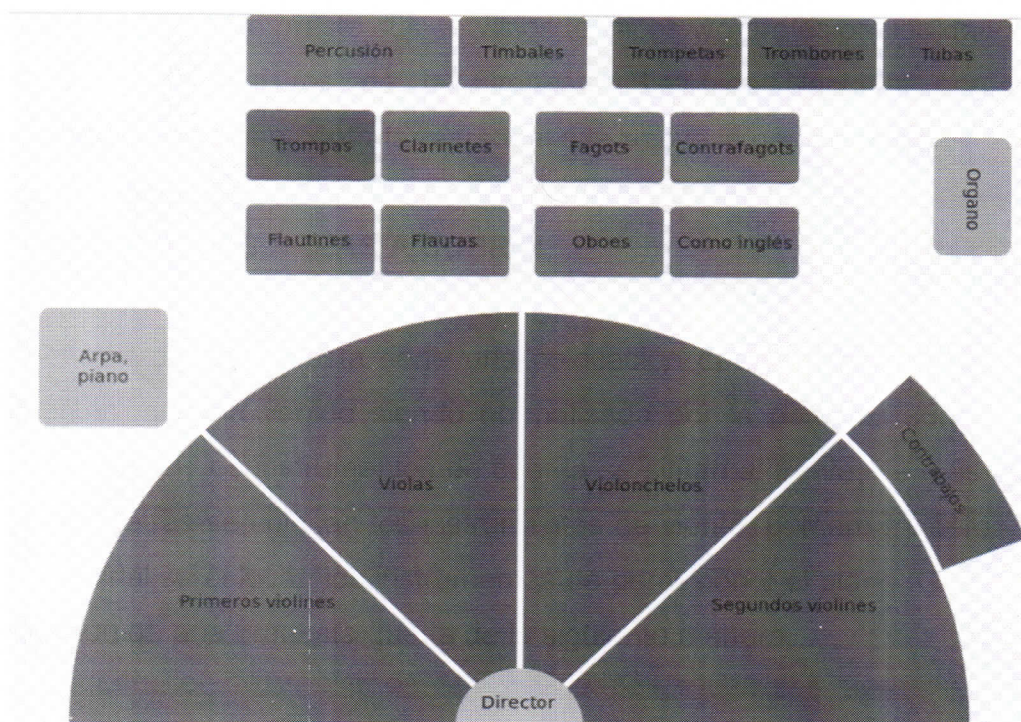 Percusión
Timbales
Trompetas
Trombones
Tubas
Trompas
Clarinetes
Fagots
Contrafagots
Organo
Flautines
Flautas
Oboes
Corno inglés
Arpa,
piano
Violas
Violonchelos
Contrabajos
Primeros violines
Segundos violines
Director